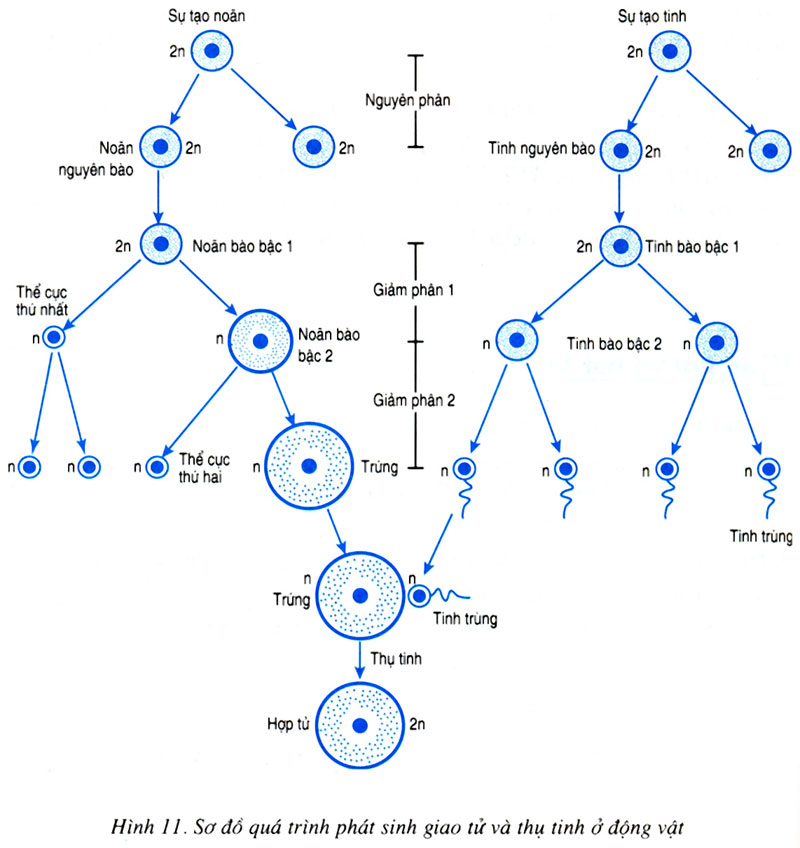 Sự tạo noãn
2n
Nguyên phân
Sự tạo tinh
2n
Noãn
nguyên bào
2n
2n
Tinh nguyên bào
2n
2n
2n
Noãn bào bậc 1
2n
Tinh bào bậc 1
Thể cực
thứ nhất
n
n
Noãn bào
bậc 2
Giảm phân 1
n
Tinh bào bậc 2
n
Giảm phân 2
n
n
n
Thể cực
thứ hai
n
Trứng
n
n
n
n
Tinh trùng
n
Trứng
n
Tinh trùng
Thụ tinh
Hợp tử
2n
Hình 11. Sơ đồ quá trình phát sinh giao tử và thụ tinh ở động vật